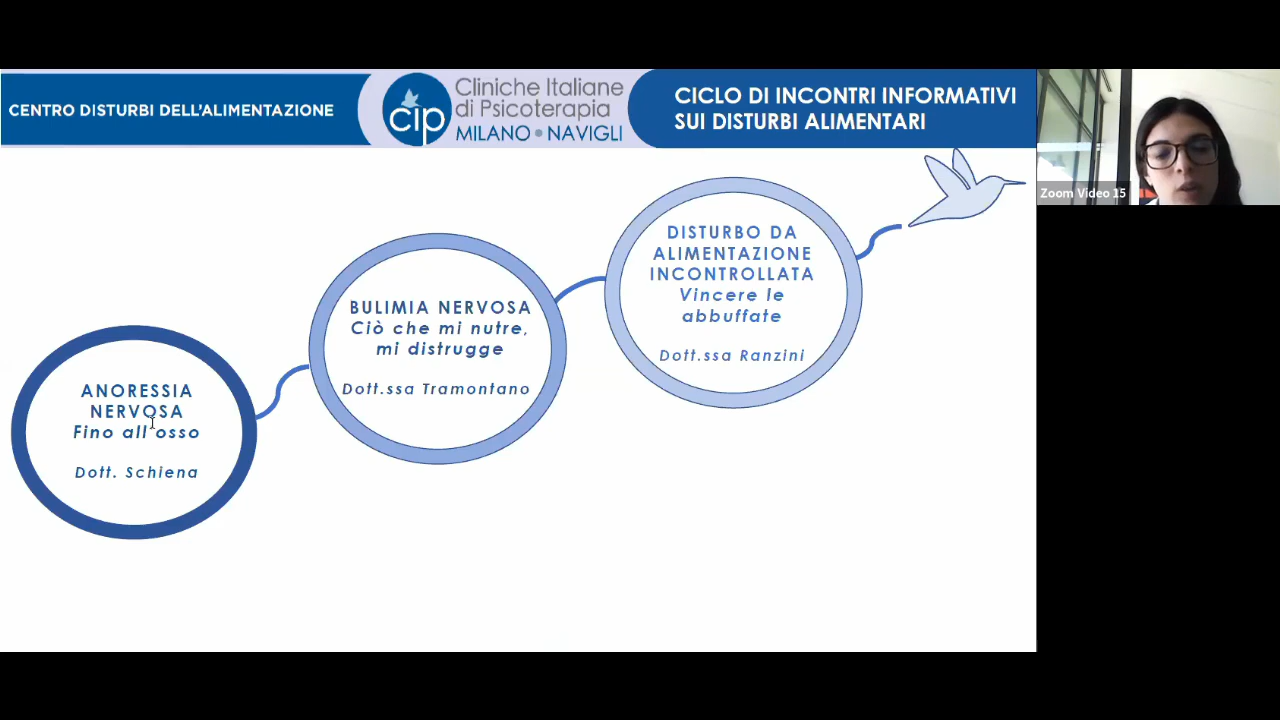 CENTRO DISTURBI DELL'ALIMENTAZIONE
cip
Cliniche Italiane
di Psicoterapia
MILANO • NAVIGLI
CICLO DI INCONTRI INFORMATIVI
SUI DISTURBI ALIMENTARI
Zoom Video 15
ANORESSIA
NERVOSA
Fino all'osso
Dott. Schiena
BULIMIA NERVOSA
Ciò che mi nutre,
mi distrugge
Dott.ssa Tramontano
DISTURBO DA
ALIMENTAZIONE
INCONTROLLATA
Vincere le
abbuffate
Dott.ssa Ranzini